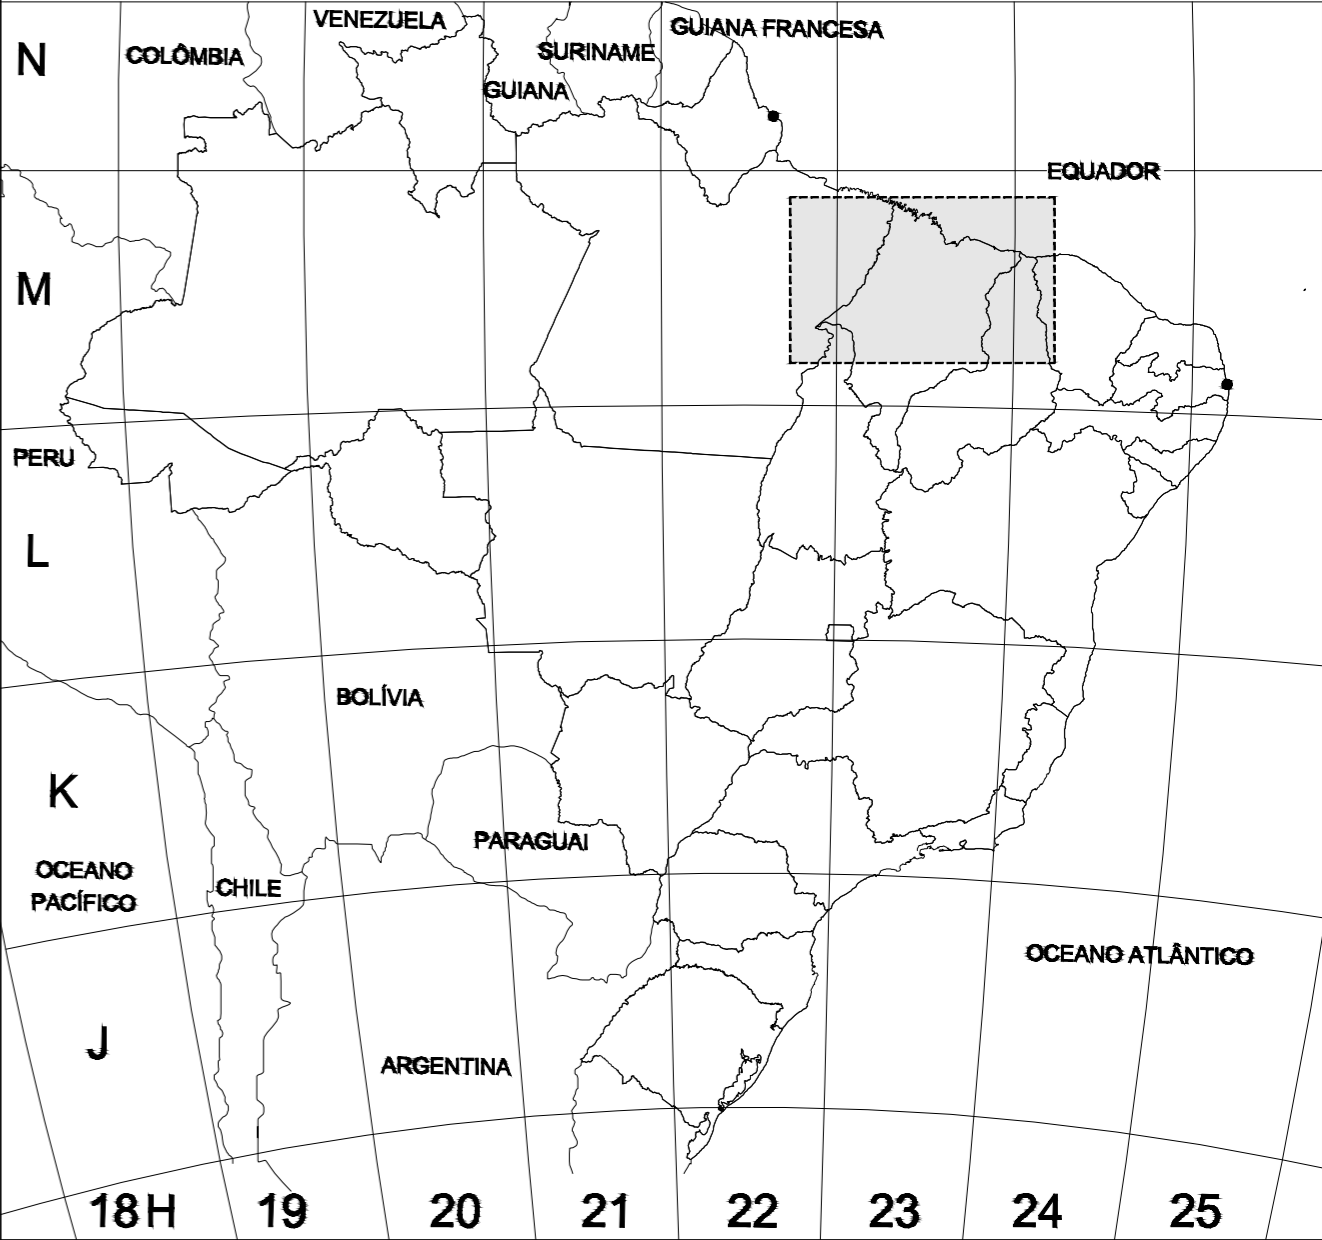 VENEZUELA
GUIANA FRANCESA
N
COLÔMBIA
SURINAME
GUIANA
EQUADOR
M
PERU
L
BOLÍVIA
K
PARAGUAI
OCEANO
PACÍFICO
CHILE
OCEANO ATLÂNTICO
J
ARGENTINA
18 H 19 20 21 22 23 24 25